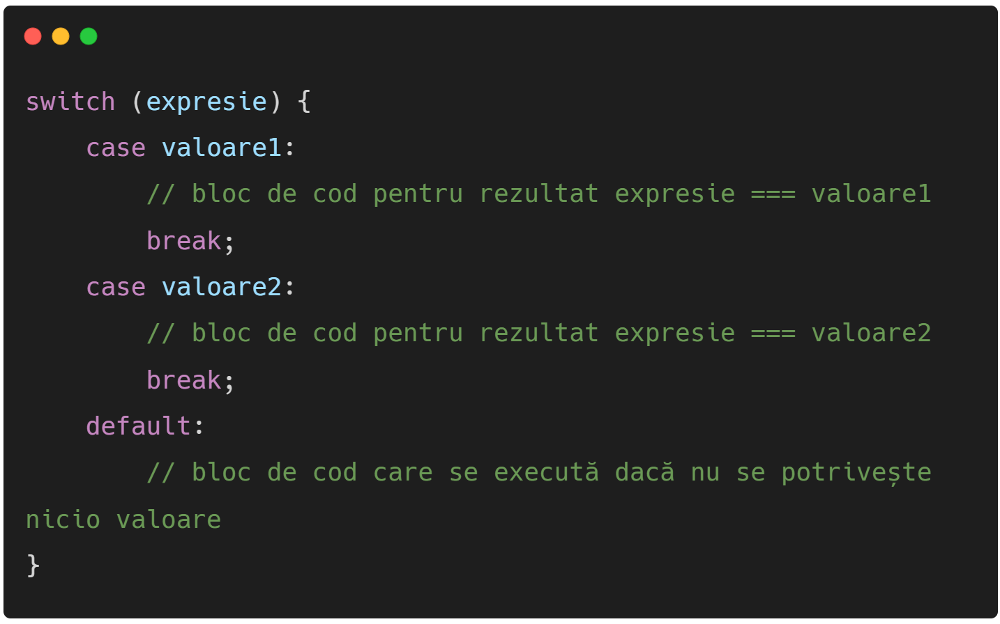 switch (expresie) {
    case valoare1:
        // bloc de cod pentru rezultat expresie === valoare1
        break;
    case valoare2:
        // bloc de cod pentru rezultat expresie === valoare2
        break;
    default:
        // bloc de cod care se execută dacă nu se potrivește
nicio valoare
}